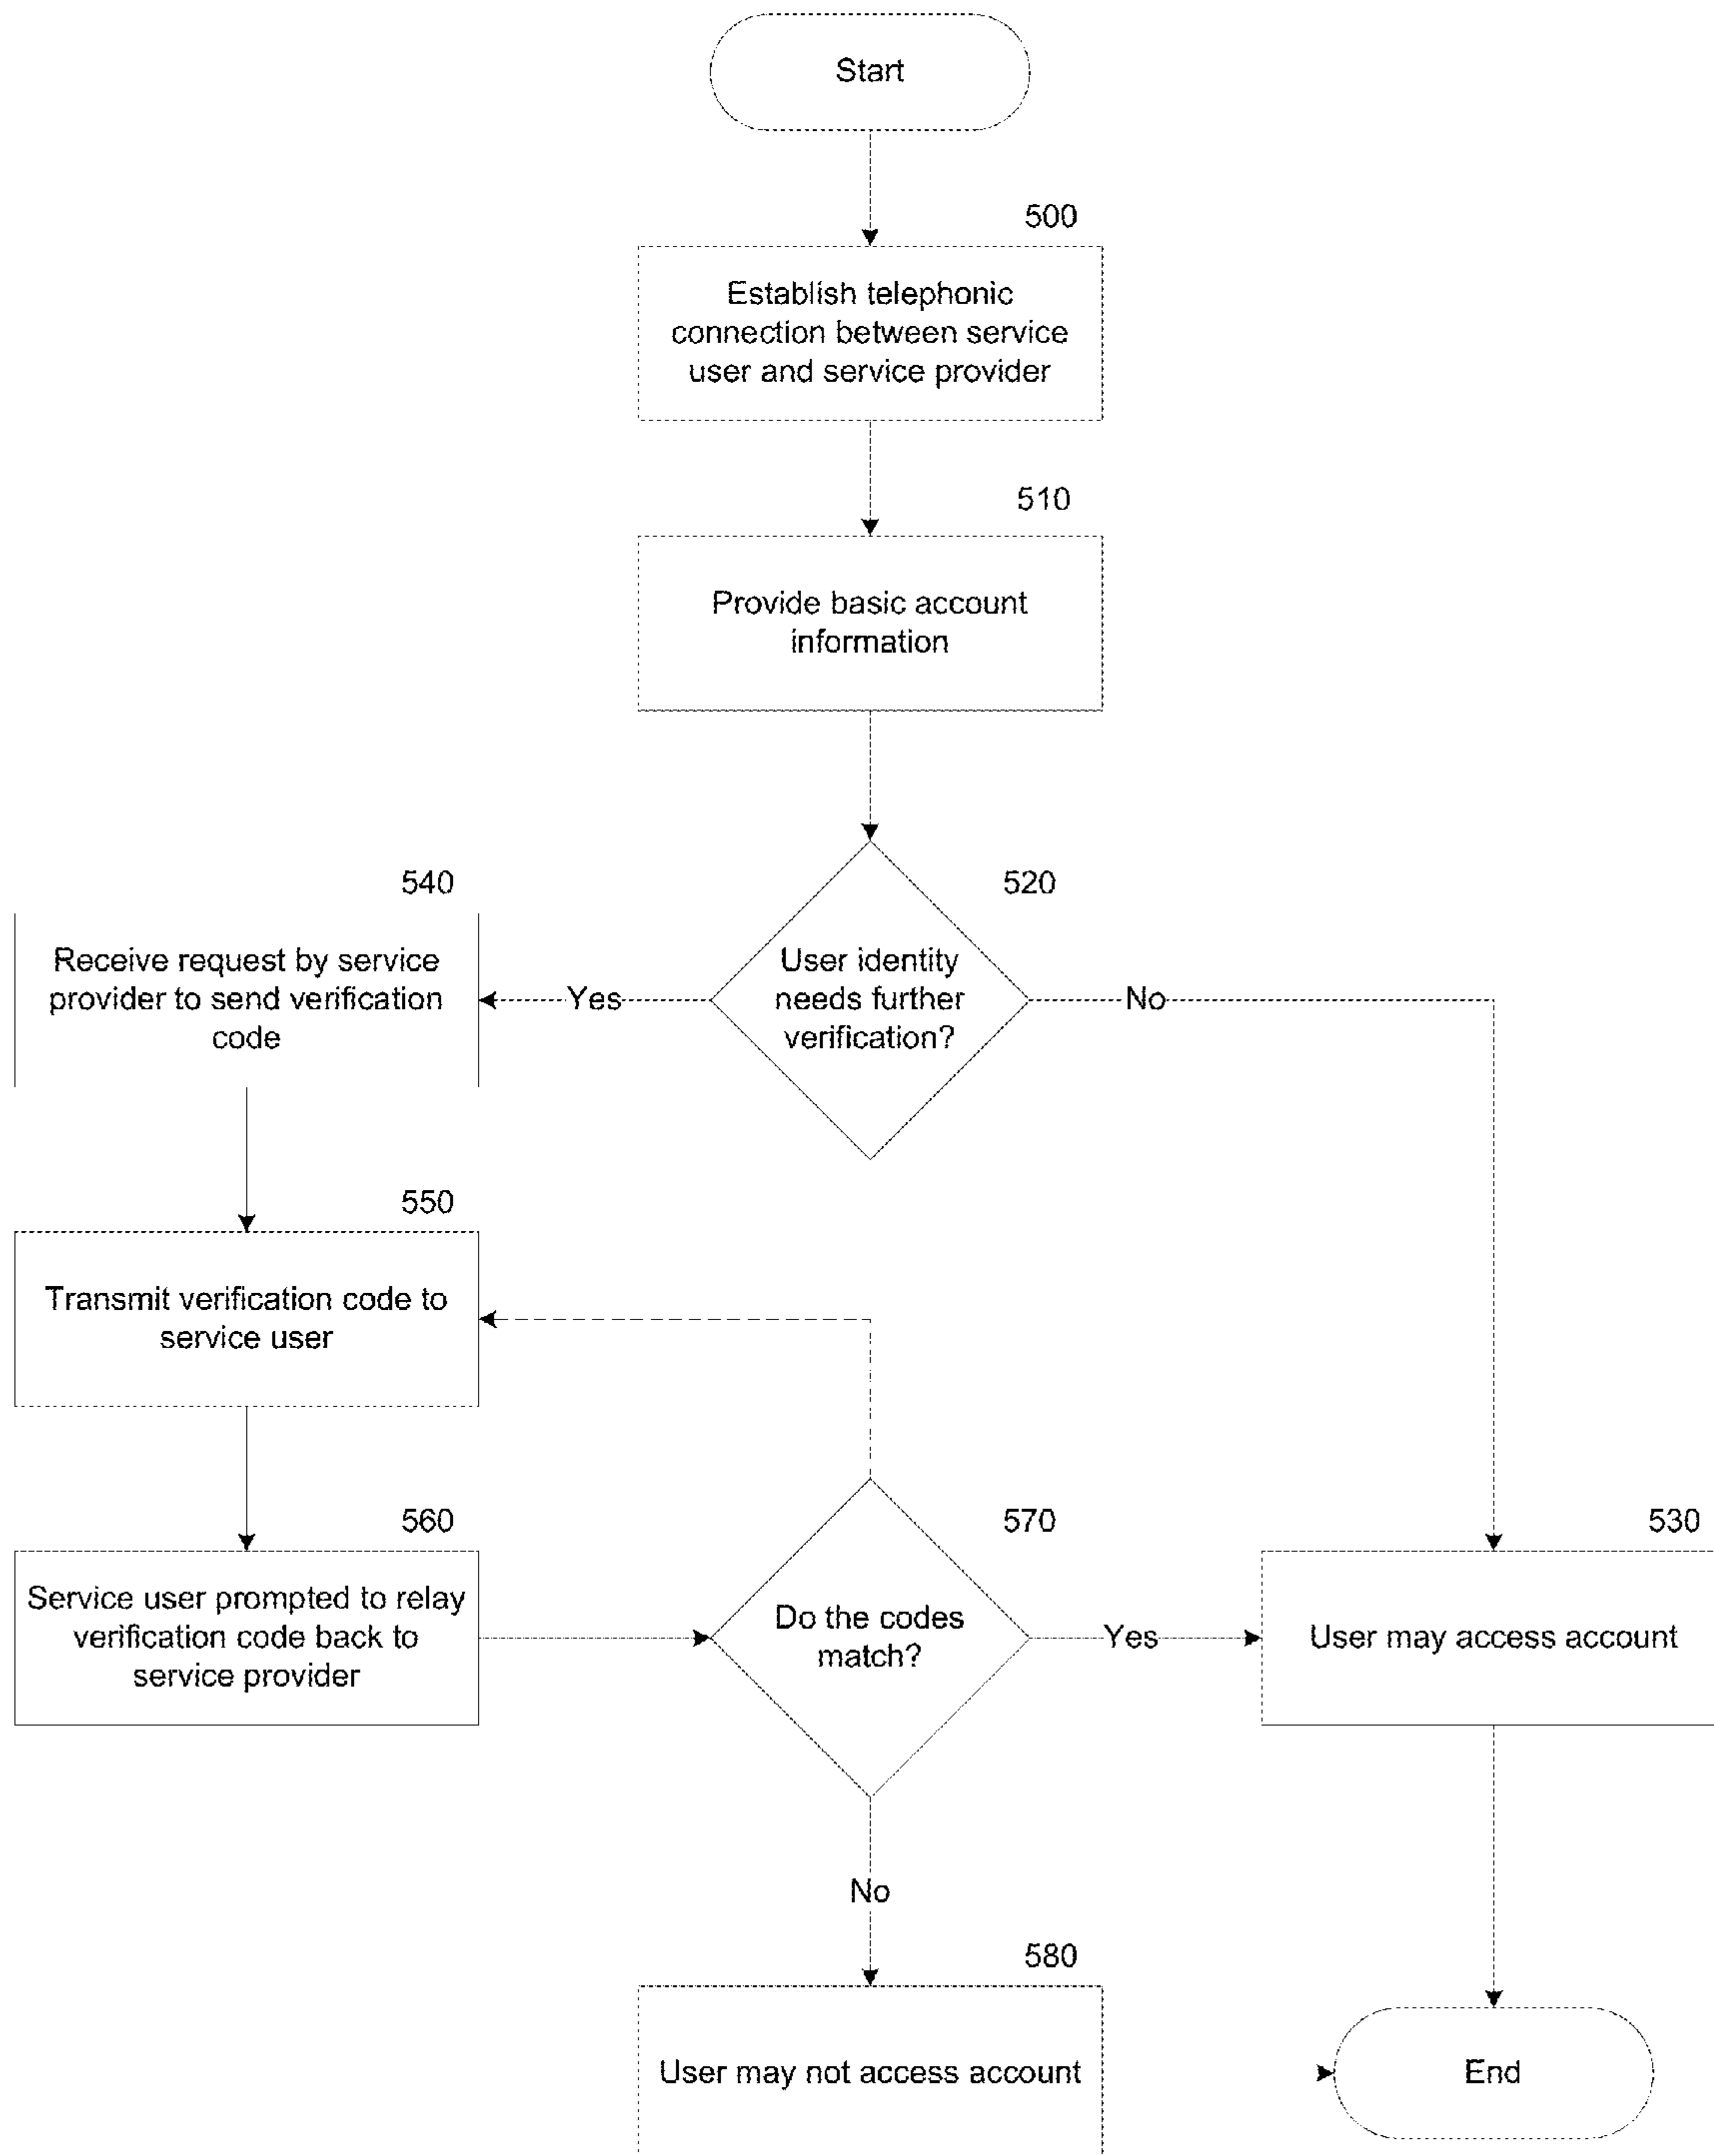 Start
500
Establish telephonic
connection between service
user and service provider
510
Provide basic account
information
540
520
Receive request by service
provider to send verification
code
Yes
User identity
needs further
verification?
No
550
Transmit verification code to
service user
560
570
530
Service user prompted to relay
verification code back to
service provider
Do the codes
match?
Yes
User may access account
No
580
User may not access account
End